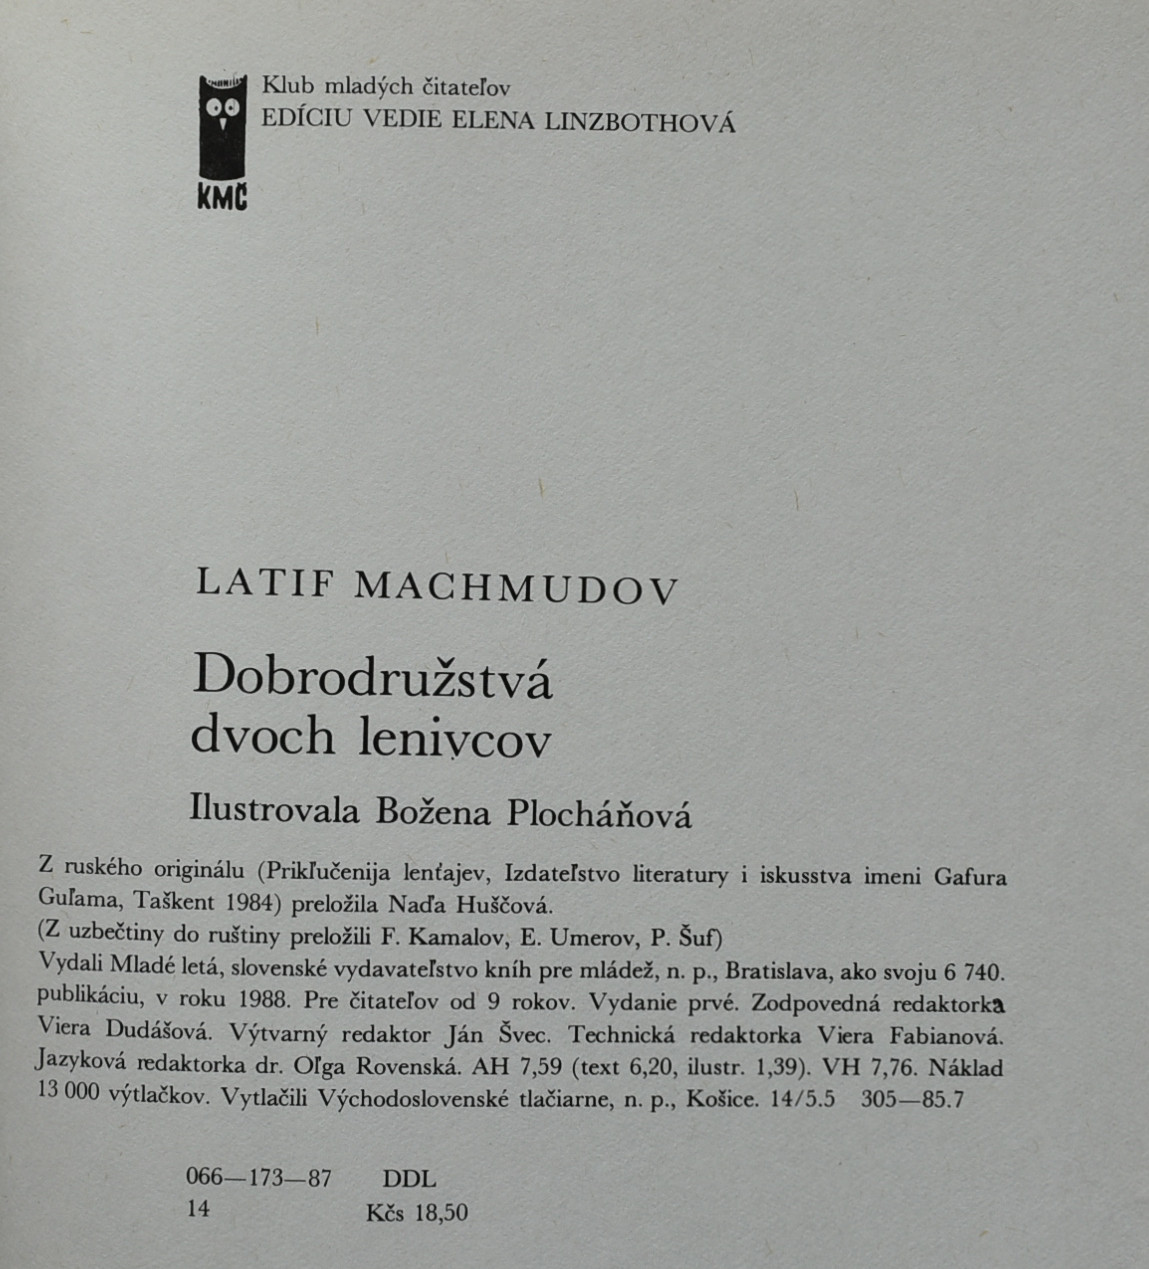 Klub mladých čitateľov
EDÍCIU VEDIE ELENA LINZBOTHOVÁ
KMČ
LATIF MACHMUDOV
Dobrodružstvá
dvoch lenivcov
Ilustrovala Božena Plocháňová
Z ruského originálu (Prikľučenija lenťajev, Izdateľstvo literatury i iskusstva imeni Gafura
Guľama, Taškent 1984) preložila Naďa Huščová.
(Z uzbečtiny do ruštiny preložili F. Kamalov, E. Umerov, P. Šuf)
Vydali Mladé letá, slovenské vydavateľstvo kníh pre mládež, n. p., Bratislava, ako svoju 6 740.
publikáciu, v roku 1988. Pre čitateľov od 9 rokov. Vydanie prvé. Zodpovedná redaktorka
Viera Dudášová. Výtvarný redaktor Ján Švec. Technická redaktorka Viera Fabianová.
Jazyková redaktorka dr. Oľga Rovenská. AH 7,59 (text 6,20, ilustr. 1,39). VH 7,76. Náklad
13 000 výtlačkov. Vytlačili Východoslovenské tlačiarne, n. p., Košice. 14/5.5 305—85.7
066—173—87 DDL
14 Kčs 18,50